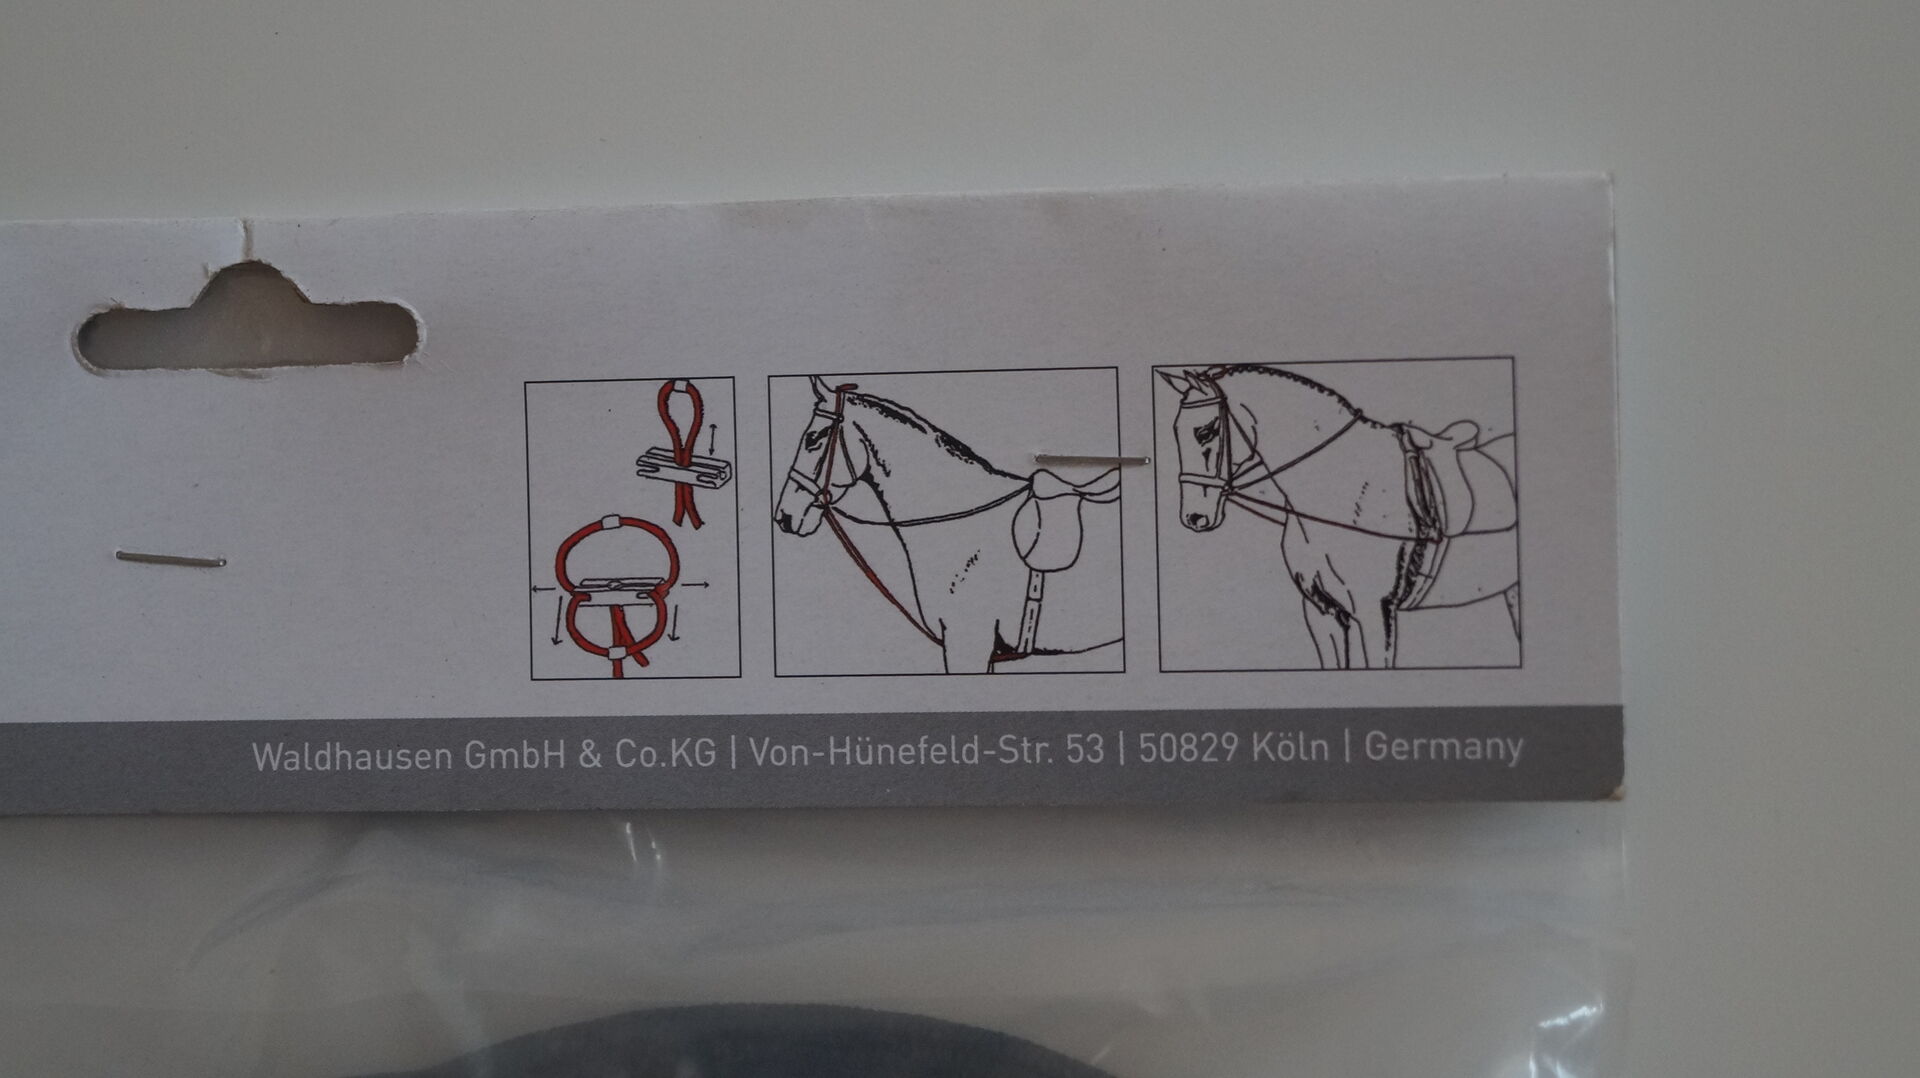 Waldhausen GmbH & Co.KG | Von-Hünefeld-Str. 53 | 50829 Köln | Germany